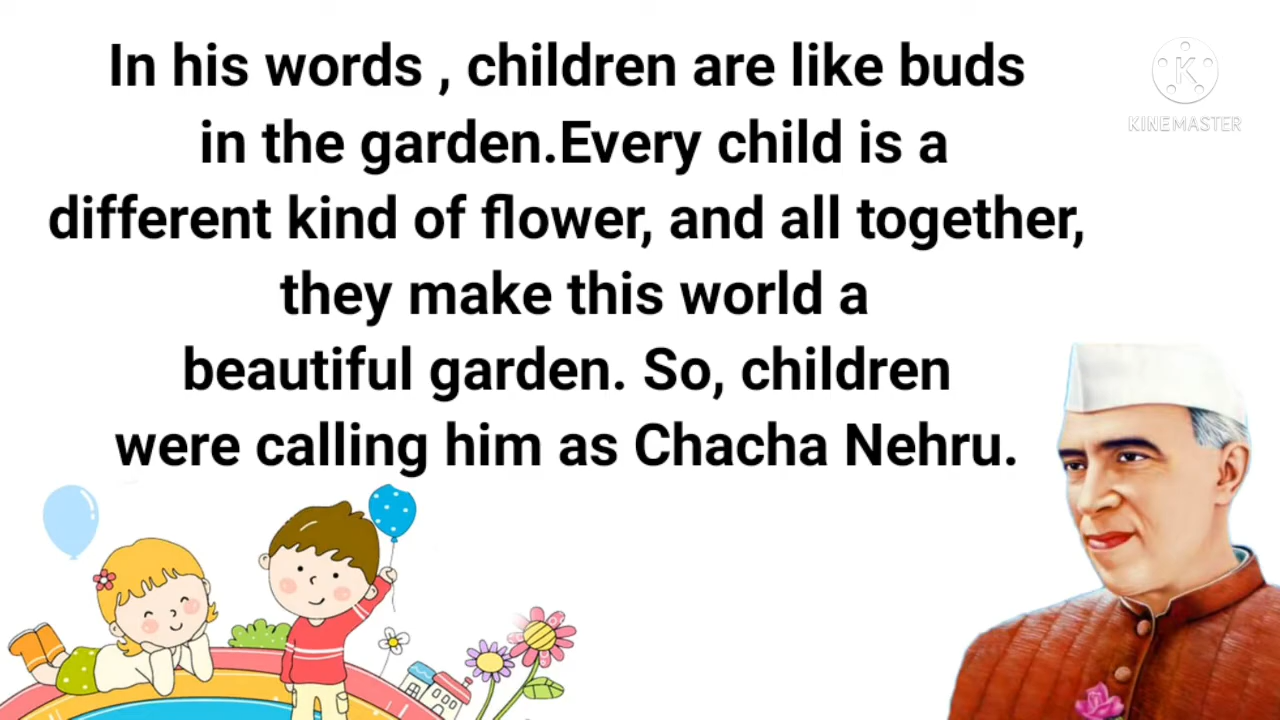 In his words , children are like buds
in the garden.Every child is a
different kind of flower, and all together,
they make this world a
beautiful garden. So, children
were calling him as Chacha Nehru.
K
KINEMASTER